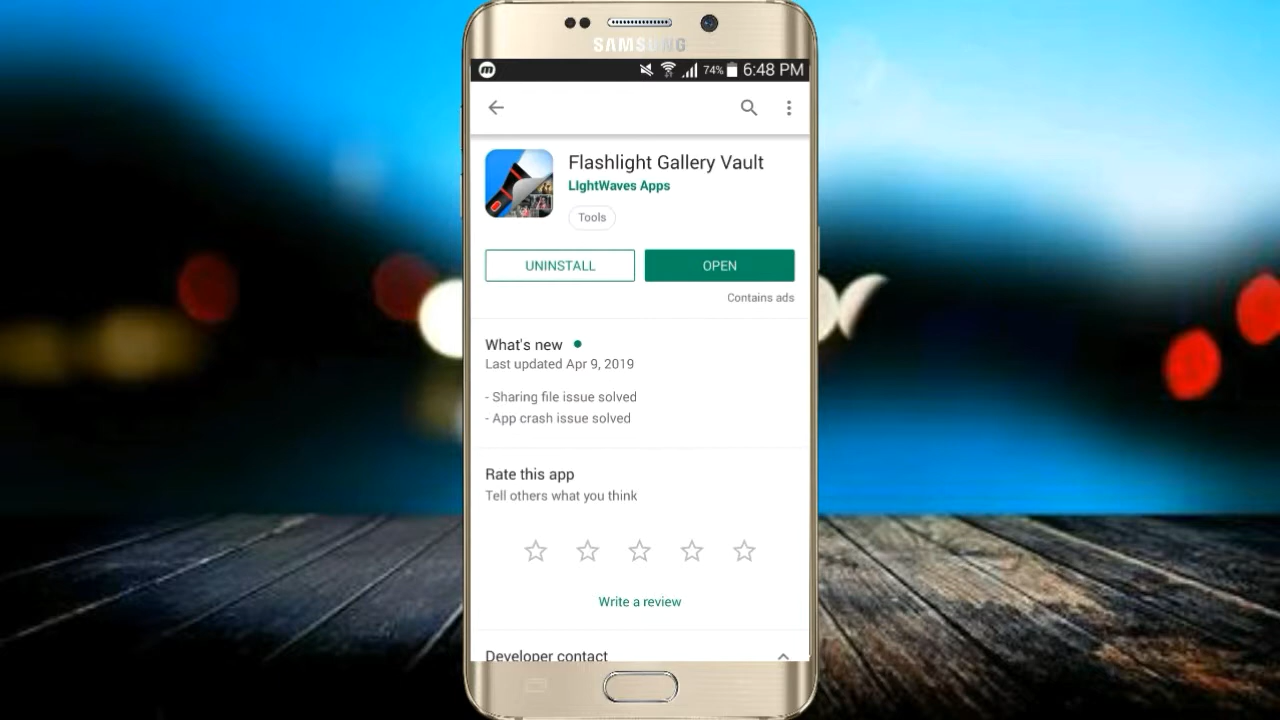 SAMSUNG
74% 6:48 PM
Flashlight Gallery Vault
LIghtWaves Apps
Tools
UNINSTALL
OPEN
Contains ads
What's new
Last updated Apr 9, 2019
- Sharing file issue solved
- App crash issue solved
Rate this app
Tell others what you think
Write a review
Developer contact